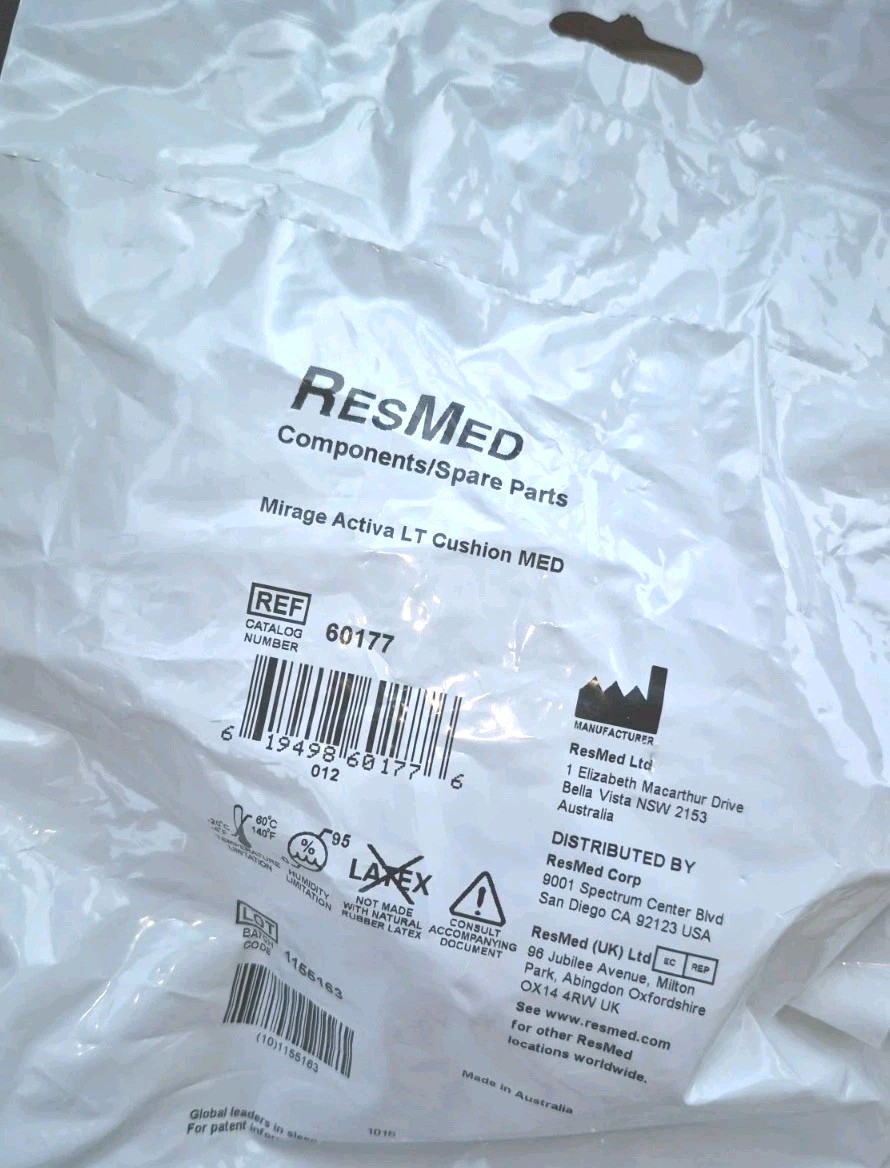 RESMED
Components/Spare Parts
Mirage Activa LT Cushion MED
REF
CATALOG
NUMBER
60177
6 19498 60177 6
012
60°C
140°F
TEMPERATURE
LIMITATION
%
95
0
HUMIDITY
LIMITATION
LATEX
NOT MADE
WITH NATURAL
RUBBER LATEX
!
CONSULT
ACCOMPANYING
DOCUMENT
LOT
BATCH
CODE
1155163
(10)1155163
MANUFACTURER
ResMed Ltd
1 Elizabeth Macarthur Drive
Bella Vista NSW 2153
Australia
DISTRIBUTED BY
ResMed Corp
9001 Spectrum Center Blvd
San Diego CA 92123 USA
ResMed (UK) Ltd EC REP
96 Jubilee Avenue, Milton
Park, Abingdon Oxfordshire
OX14 4RW UK
See www.resmed.com
for other ResMed
locations worldwide.
Made in Australia
Global leaders in sleep
For patent